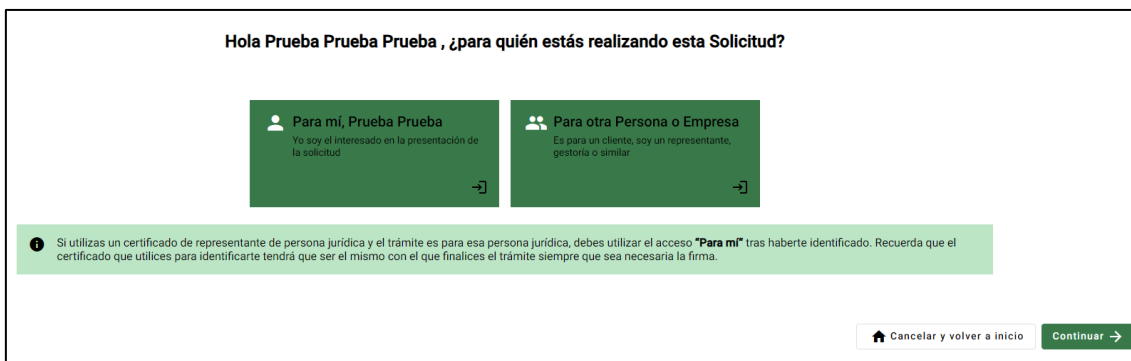 Hola Prueba Prueba Prueba , ¿para quién estás realizando esta Solicitud?
Para mí, Prueba Prueba
Yo soy el interesado en la presentación de
la solicitud
Para otra Persona o Empresa
Es para un cliente, soy un representante,
gestoría o similar
Si utilizas un certificado de representante de persona jurídica y el trámite es para esa persona jurídica, debes utilizar el acceso "Para mí" tras haberte identificado. Recuerda que el
certificado que utilices para identificarte tendrá que ser el mismo con el que finalices el trámite siempre que sea necesaria la firma.
Cancelar y volver a inicio
Continuar